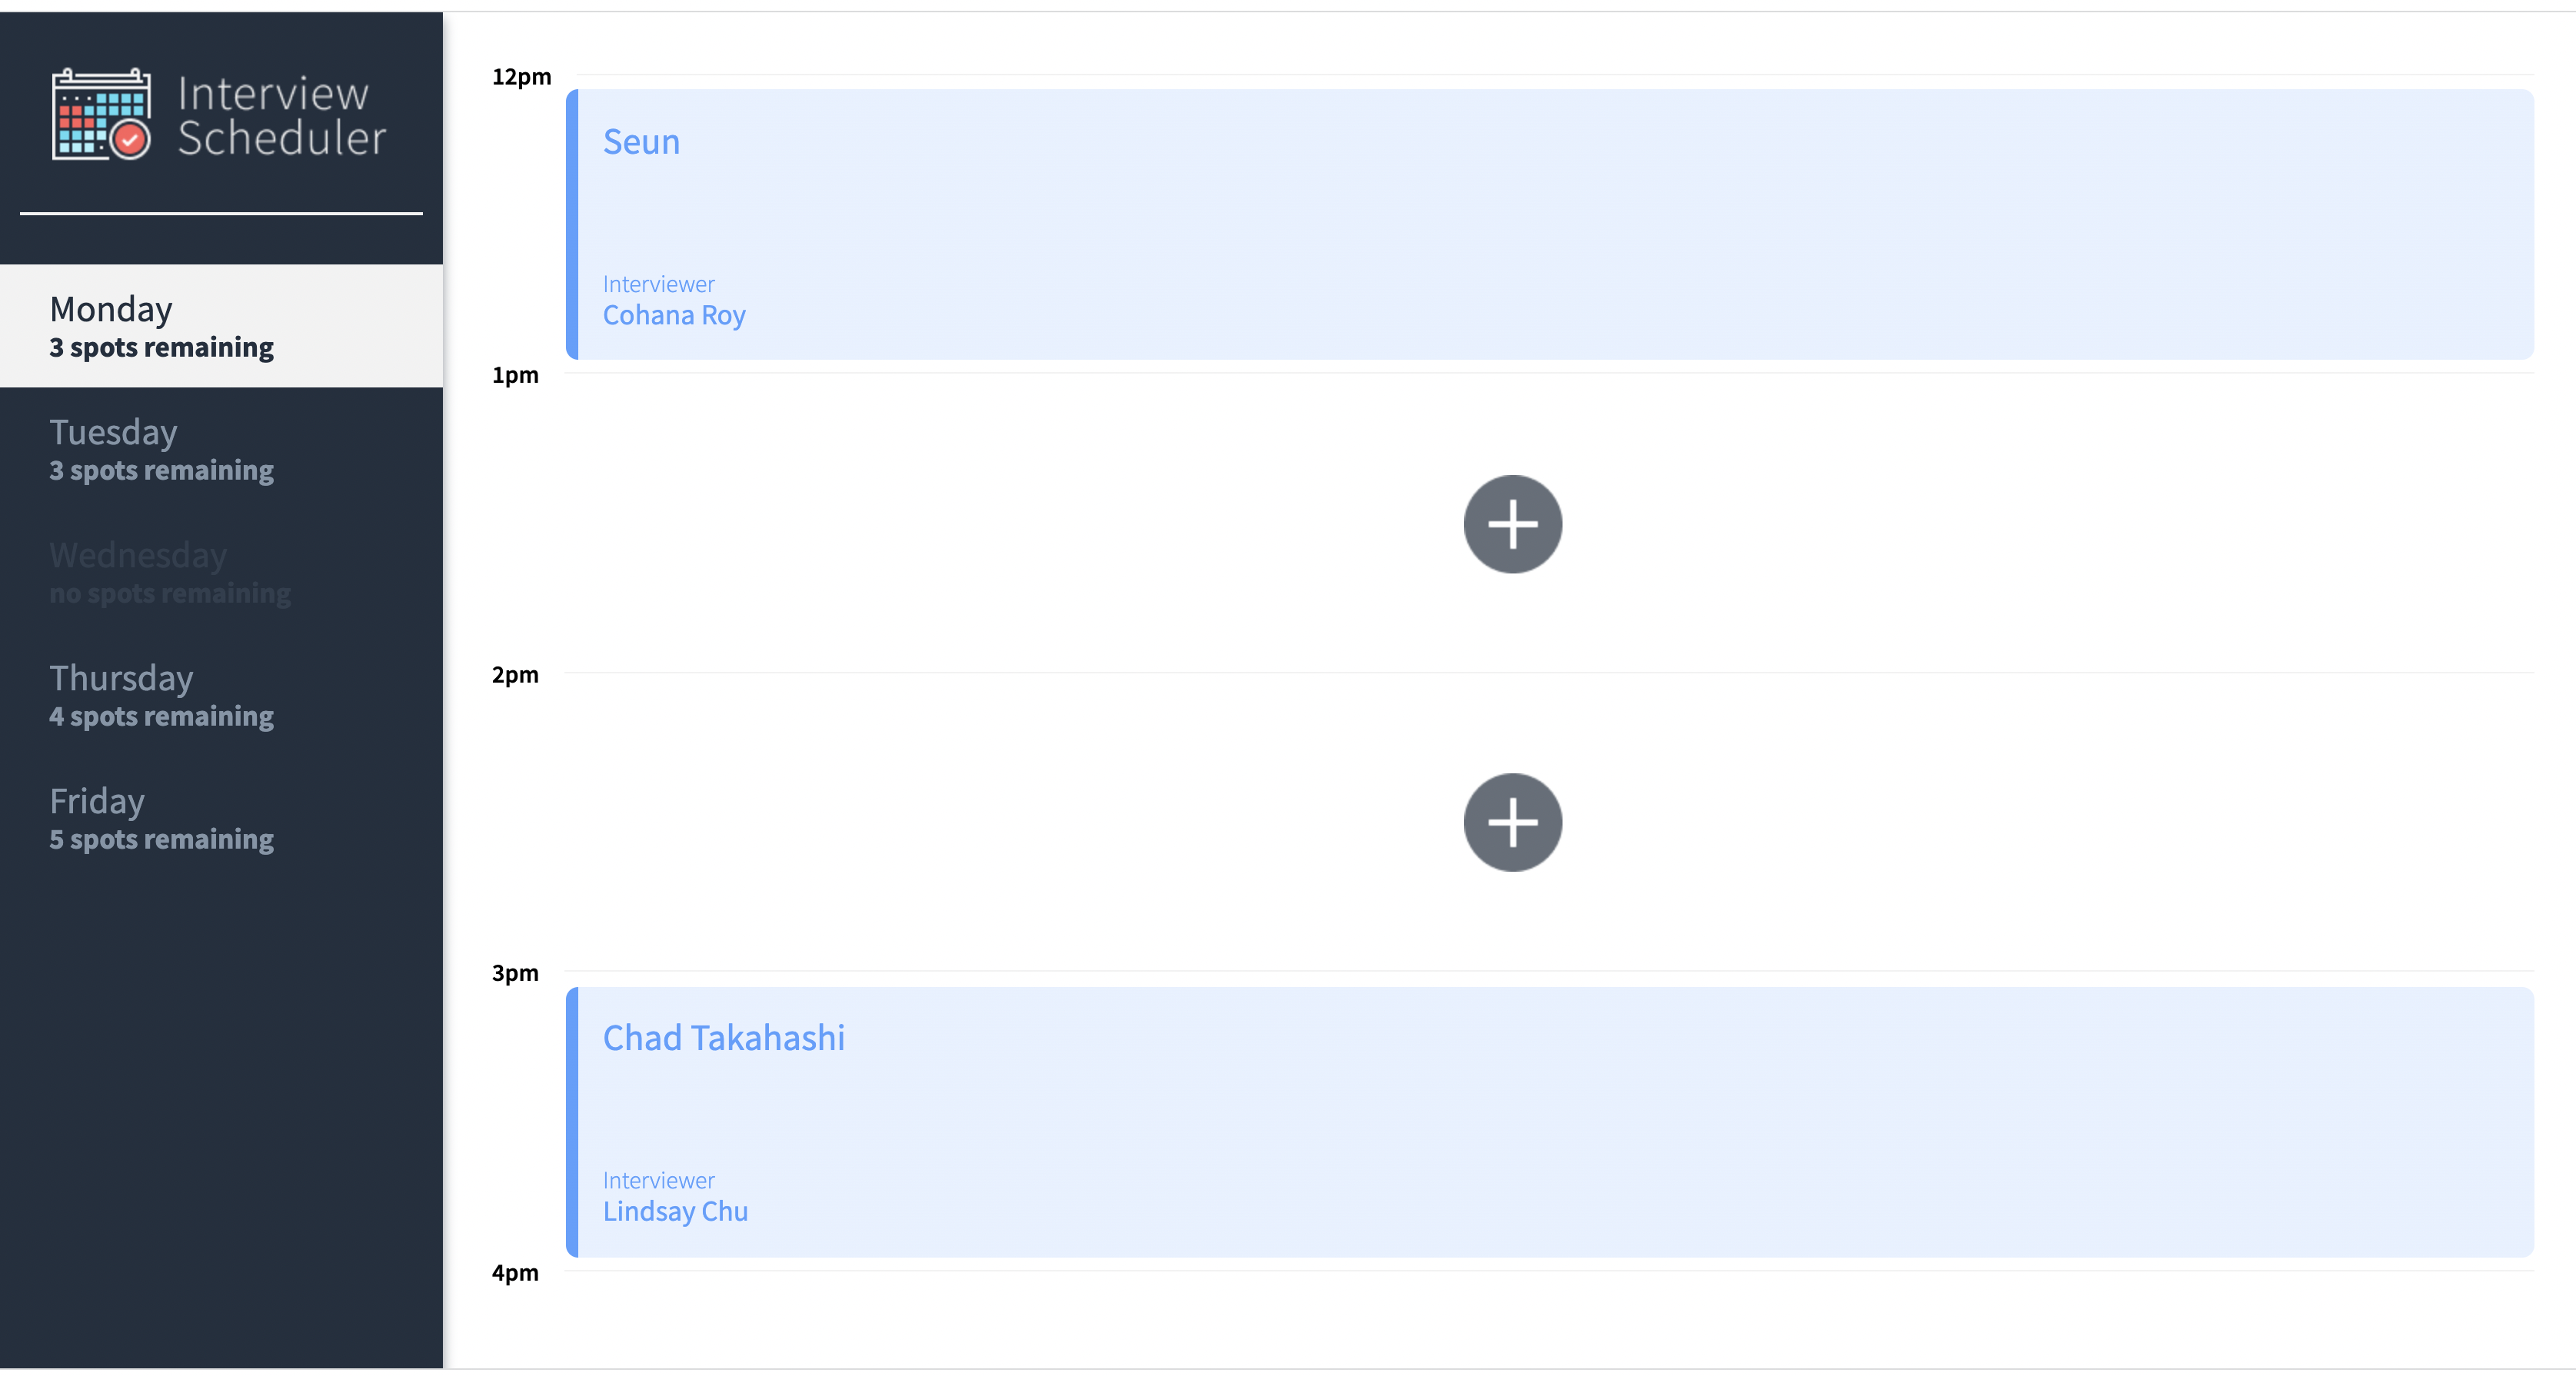 Interview
Scheduler
Monday
3 spots remaining
Tuesday
3 spots remaining
Wednesday
no spots remaining
Thursday
4 spots remaining
Friday
5 spots remaining
12pm
Seun
Interviewer
Cohana Roy
1pm
2pm
3pm
Chad Takahashi
Interviewer
Lindsay Chu
4pm